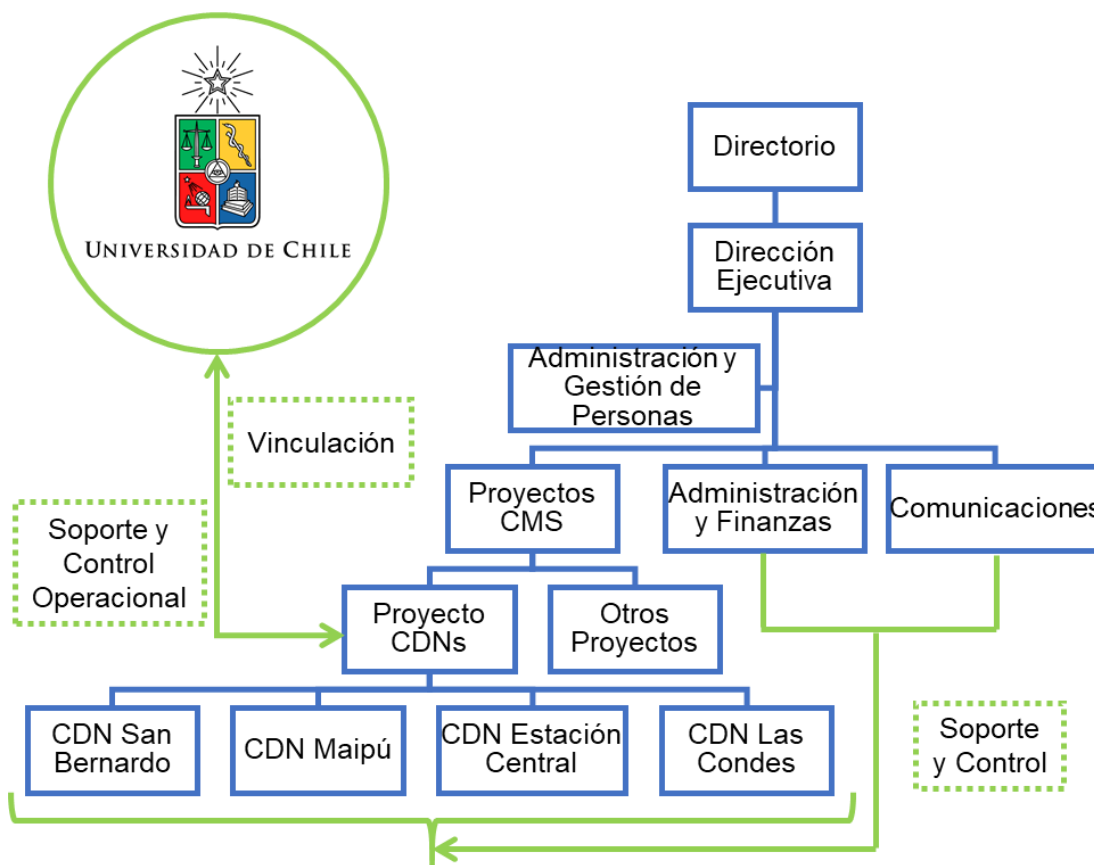 UNIVERSIDAD DE CHILE
Directorio
Dirección
Ejecutiva
Administración y
Gestión de
Personas
Vinculación
Soporte y
Control
Operacional
Proyectos
CMS
Administración
y Finanzas
Comunicaciones
Proyecto
CDNs
Otros
Proyectos
CDN San
Bernardo
CDN Maipú
CDN Estación
Central
CDN Las
Condes
Soporte
y Control